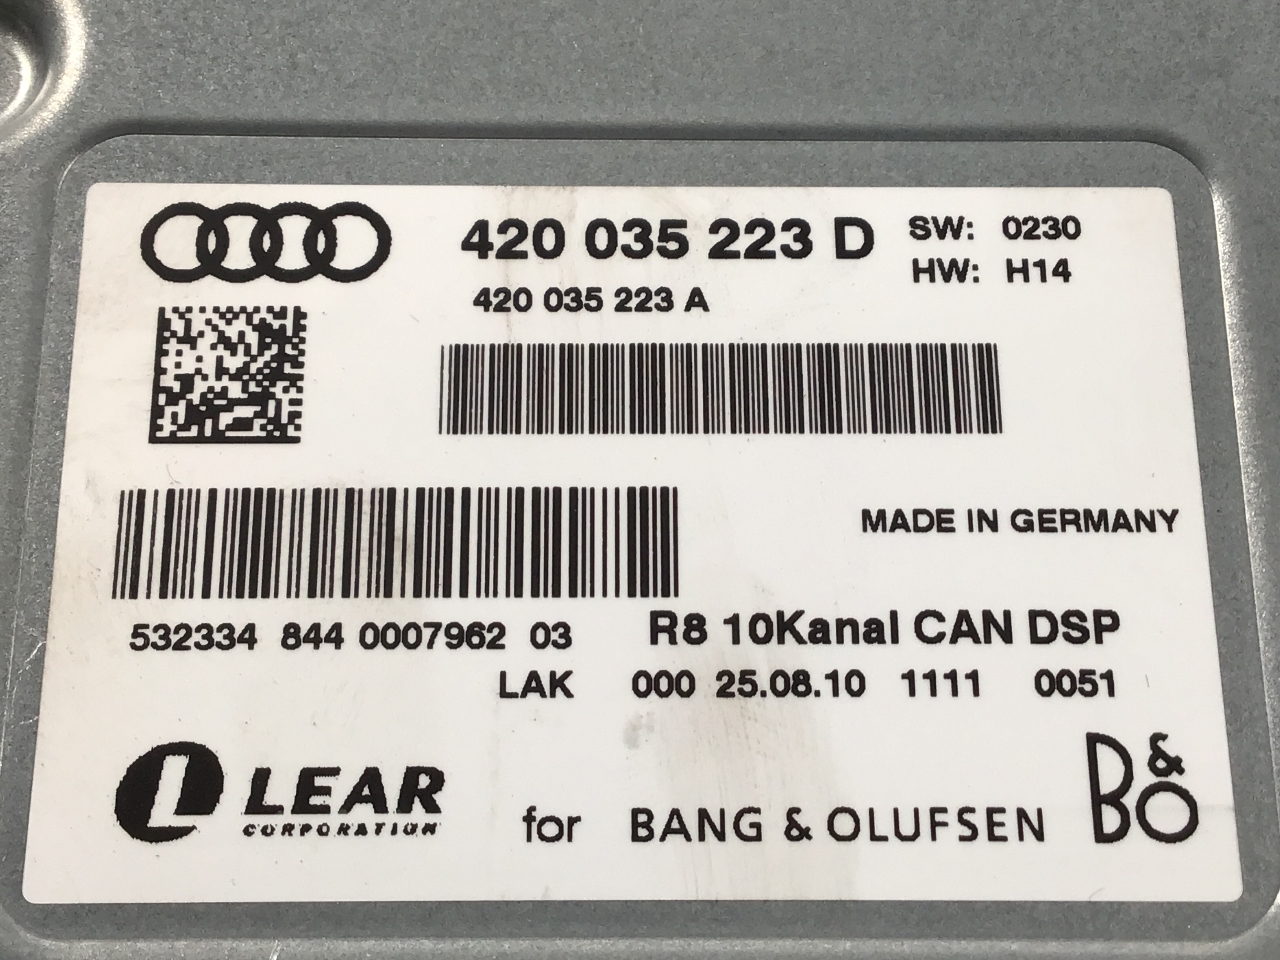 420 035 223 D SW: 0230
HW: H14
420 035 223 A
MADE IN GERMANY
532334 844 0007962 03 R8 10Kanal CAN DSP
LAK 000 25.08.10 1111 0051
L LEAR
CORPORATION
for BANG & OLUFSEN B&O